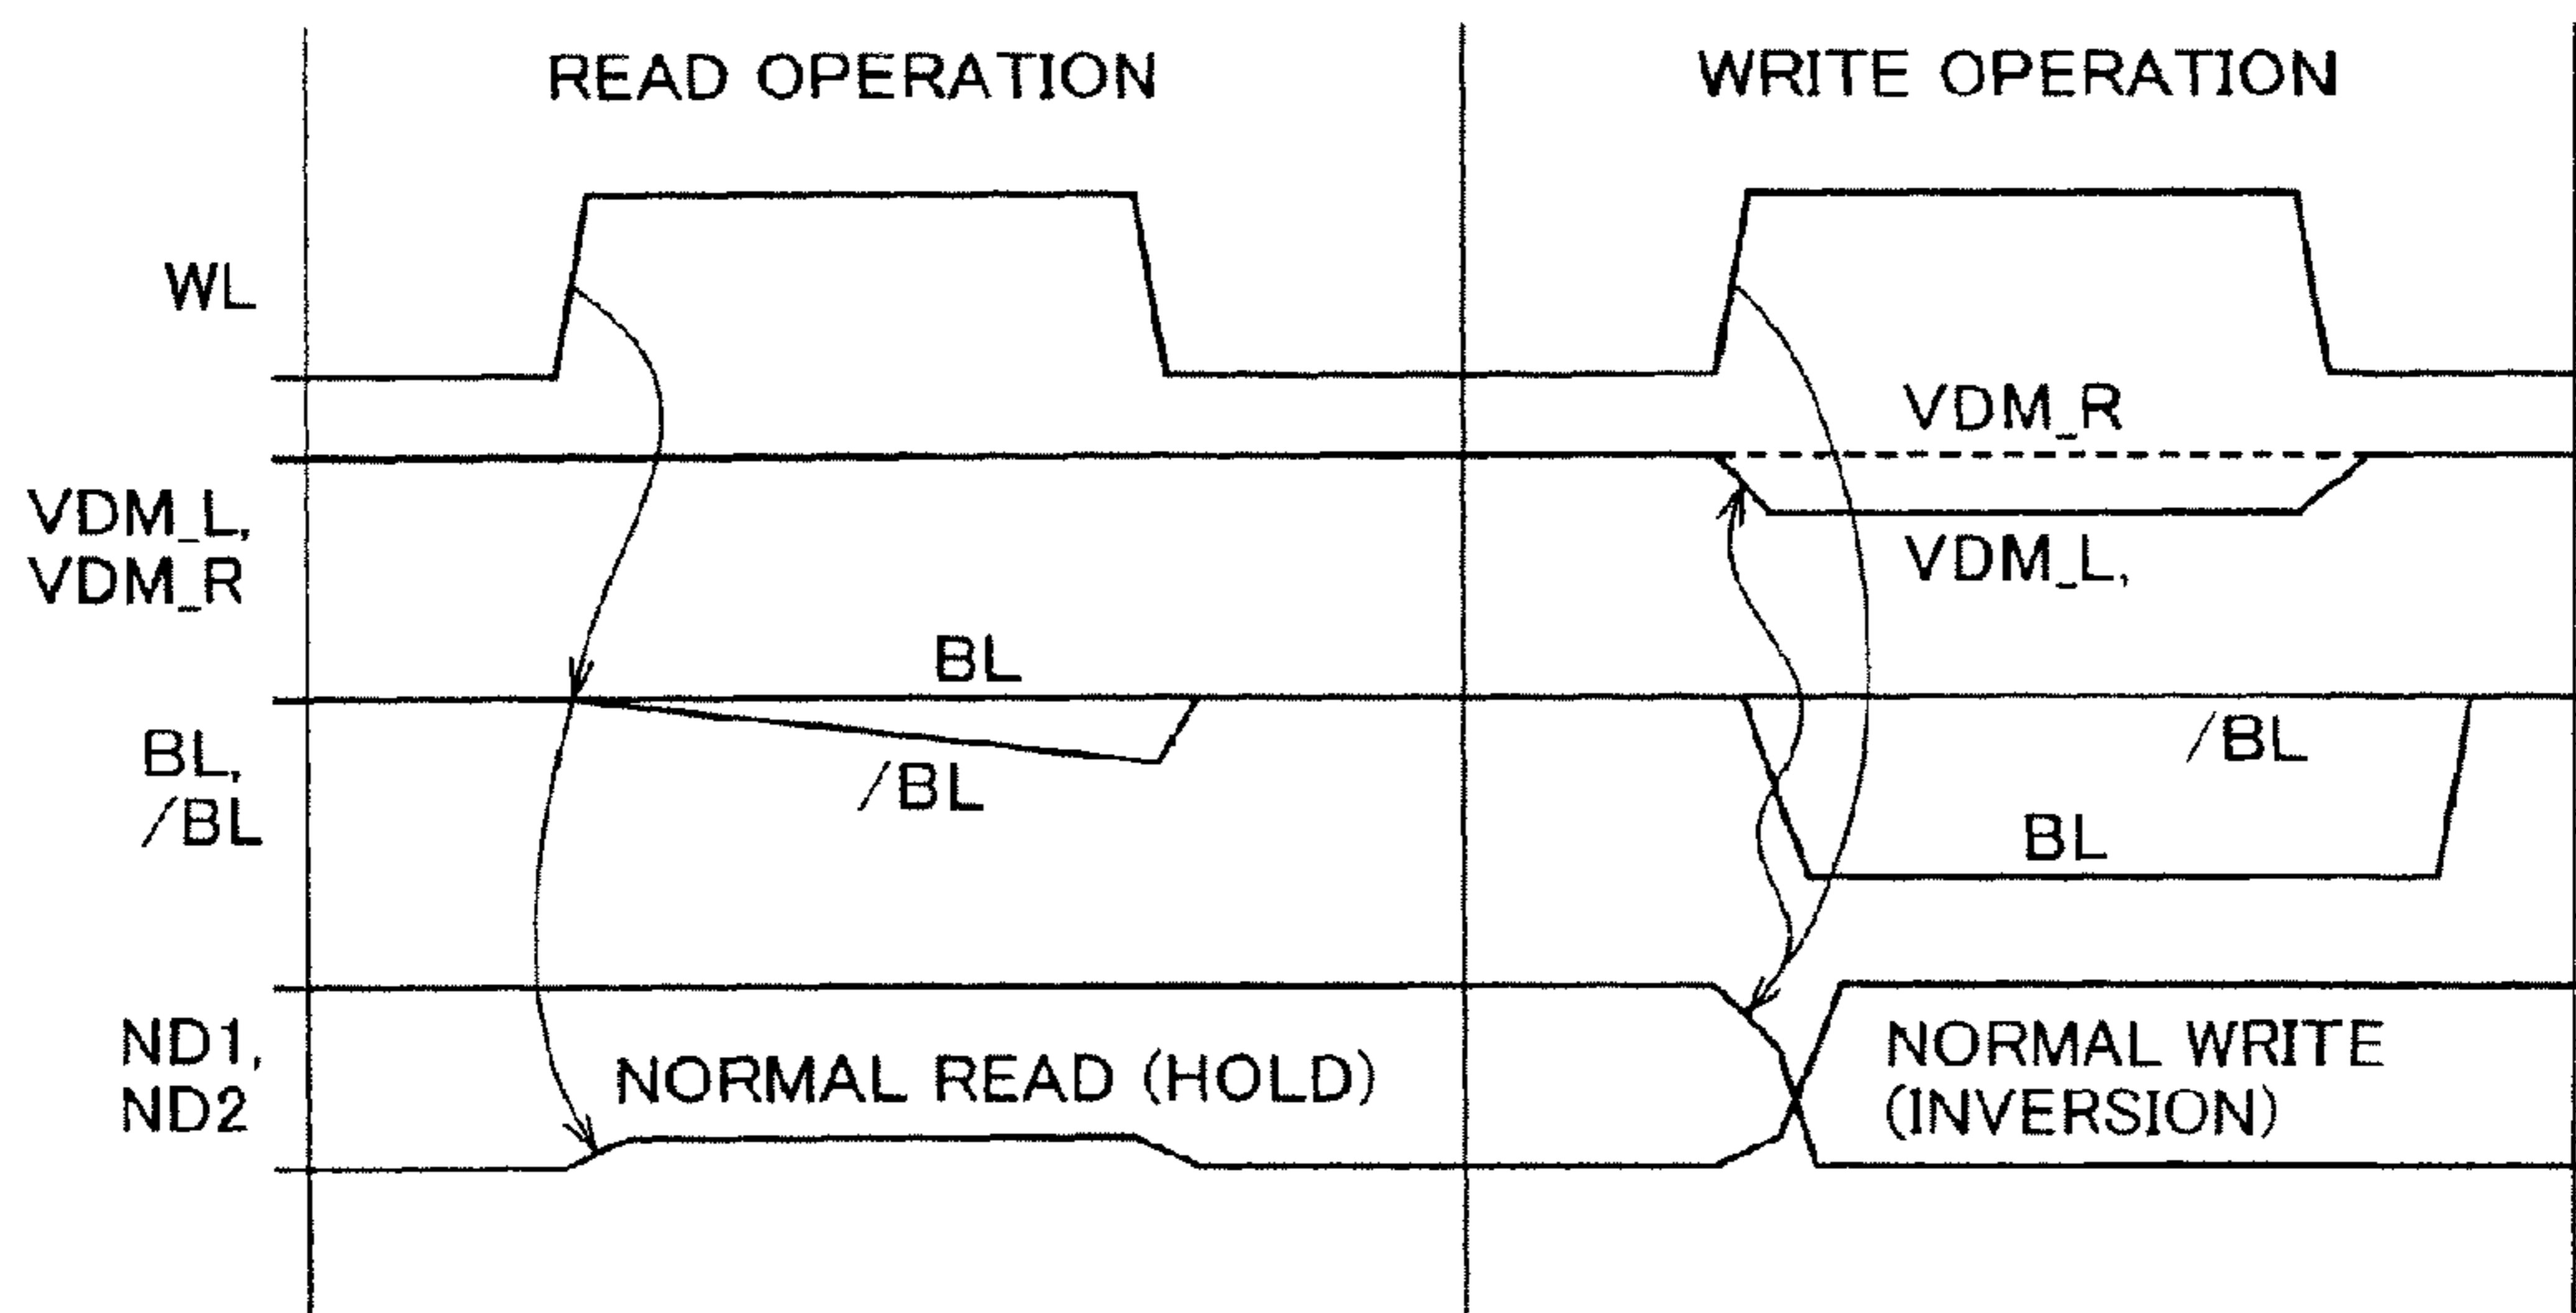 READ OPERATION
WRITE OPERATION
WL
VDM_R
VDM_L,
VDM_R
VDM_L,
BL
BL,
/BL
/BL
/BL
BL
ND1,
ND2
NORMAL READ (HOLD)
NORMAL WRITE
(INVERSION)